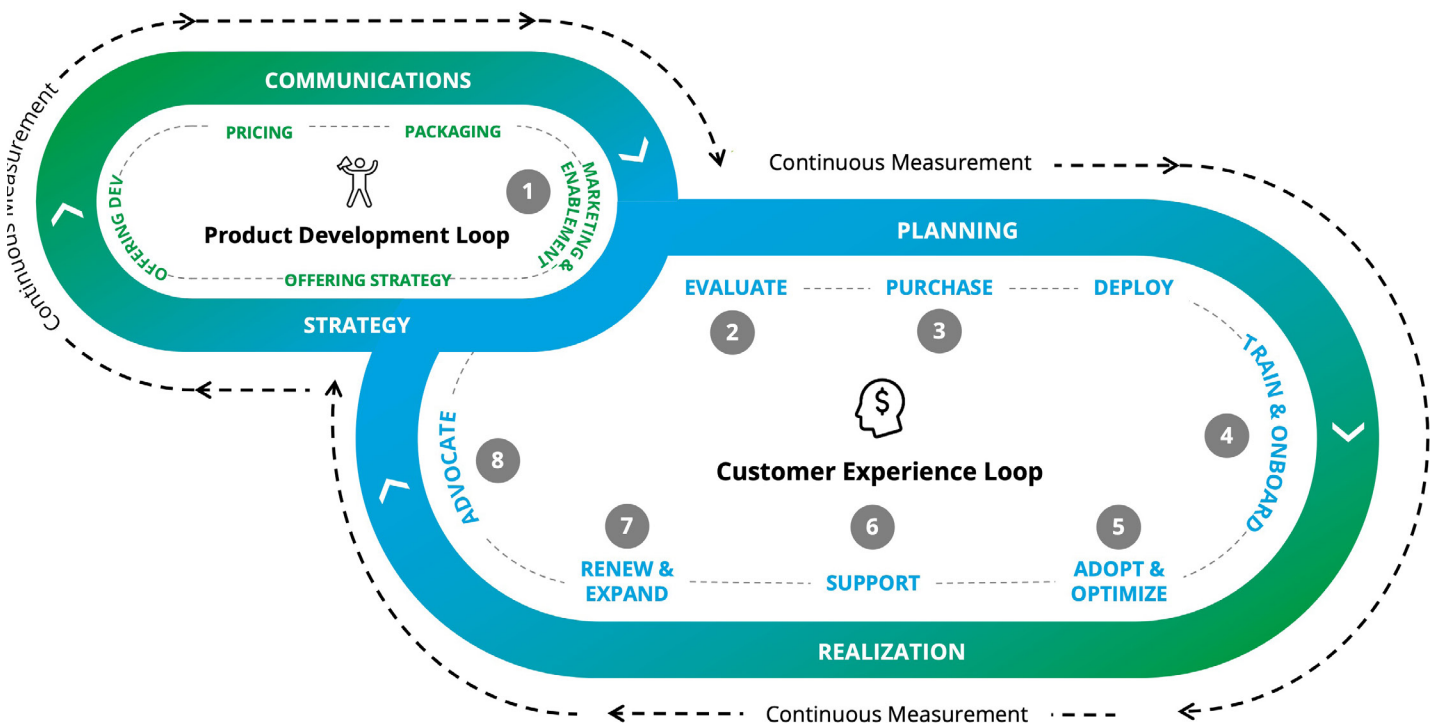 COMMUNICATIONS
PRICING
PACKAGING
OFFERING DEV
1
MARKETING &
ENABLEMENT
Product Development Loop
OFFERING STRATEGY
STRATEGY
Continuous Measurement
Continuous Measurement
PLANNING
EVALUATE
PURCHASE
DEPLOY
2
3
TRAIN & ONBOARD
4
$
Customer Experience Loop
ADVOCATE
8
7
6
5
RENEW &
EXPAND
SUPPORT
ADOPT &
OPTIMIZE
REALIZATION
Continuous Measurement